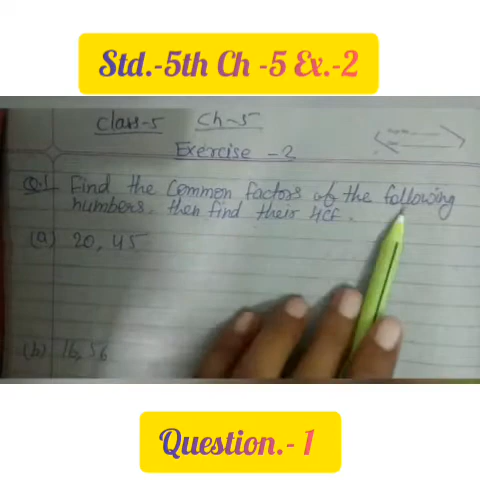 Std.-5th Ch -5 Ex.-2
Class-5 Ch-5
Exercise -2
Q.1 Find the Common factors of the following
numbers, then find their HCF.
(a) 20, 45
(b) 16, 56
Question.- 1